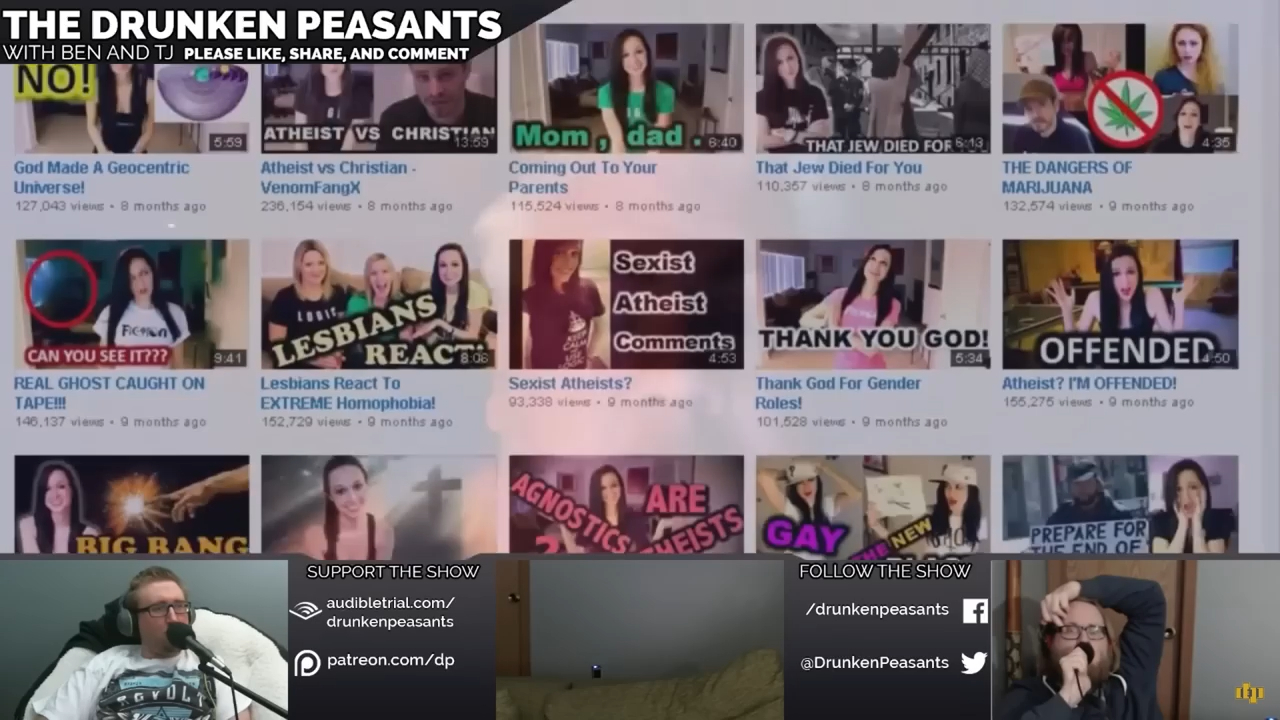 THE DRUNKEN PEASANTS
WITH BEN AND TJ PLEASE LIKE, SHARE, AND COMMENT
NO!
5:59
ATHEIST VS CHRISTIAN
13:59
Mom, dad.
6:40
THAT JEW DIED FOR
6:13
4:35
God Made A Geocentric
Universe!
127,043 views • 8 months ago
Atheist vs Christian -
VenomFangX
236,154 views • 8 months ago
Coming Out To Your
Parents
115,524 views • 8 months ago
That Jew Died For You
110,357 views • 8 months ago
THE DANGERS OF
MARIJUANA
132,574 views • 9 months ago
Fiction
CAN YOU SEE IT???
9:41
LOGIC
LESBIANS
REACT
8:06
Sexist
Atheist
Comments
4:53
THANK YOU GOD!
5:34
OFFENDED
4:50
REAL GHOST CAUGHT ON
TAPE!!!
146,137 views • 9 months ago
Lesbians React To
EXTREME Homophobia!
152,729 views • 9 months ago
Sexist Atheists?
93,338 views • 9 months ago
Thank God For Gender
Roles!
101,528 views • 9 months ago
Atheist? I'M OFFENDED!
155,275 views • 9 months ago
BIG BANG
AGNOSTICS ARE
GAY
THE NEW
PREPARE FOR
THE END OF
SUPPORT THE SHOW
audibletrial.com/
drunkenpeasants
patreon.com/dp
FOLLOW THE SHOW
/drunkenpeasants
@DrunkenPeasants
REVOLT